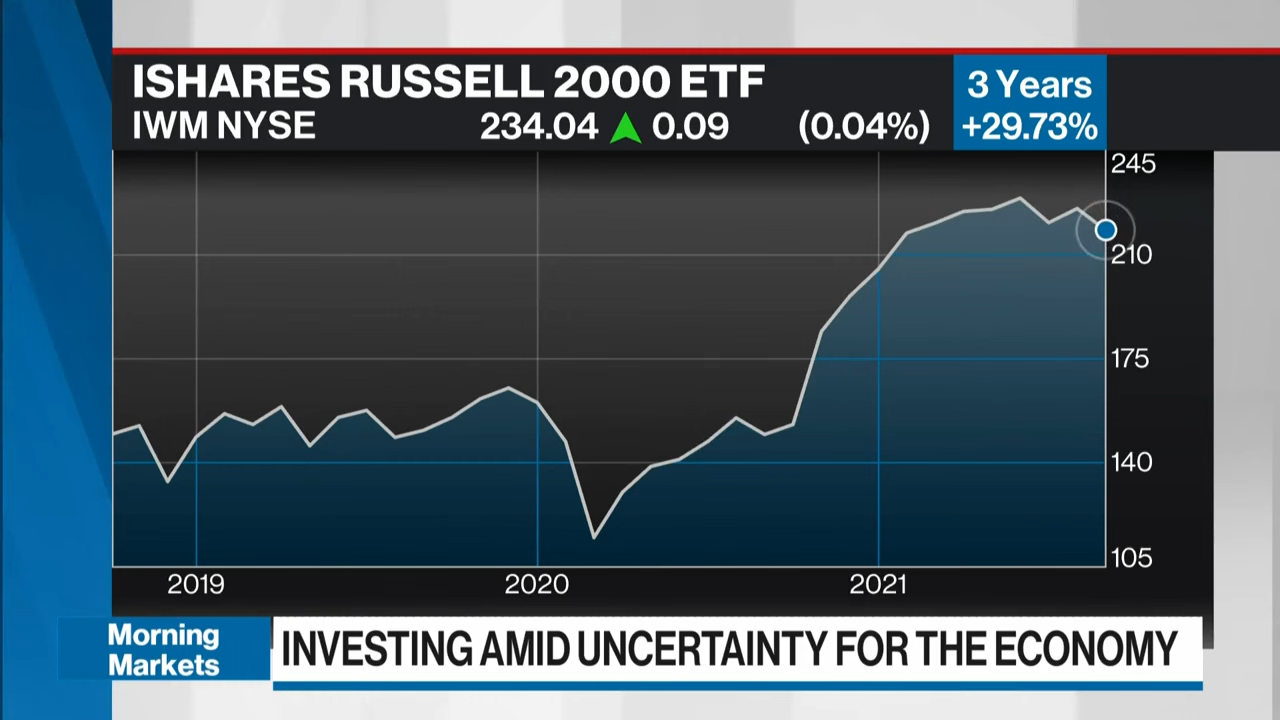 ISHARES RUSSELL 2000 ETF
IWM NYSE 234.04 ▲ 0.09 (0.04%)
3 Years
+29.73%
245
210
175
140
105
2019 2020 2021
Morning
Markets
INVESTING AMID UNCERTAINTY FOR THE ECONOMY